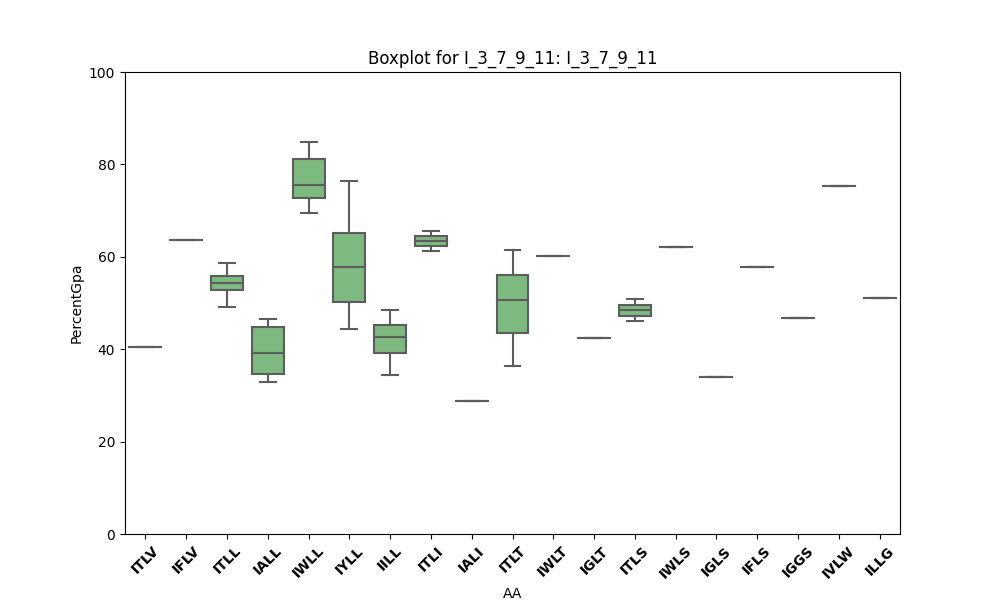 Boxplot for I_3_7_9_11: I_3_7_9_11
100
80
60
40
20
0
PercentGpa
ITLV IFLV ITLL IALL IWLL IYLL IILL ITLI IALI ITLT IWLT IGLT ITLS IWLS IGLS IFLS IGGS IVLW ILLG
AA